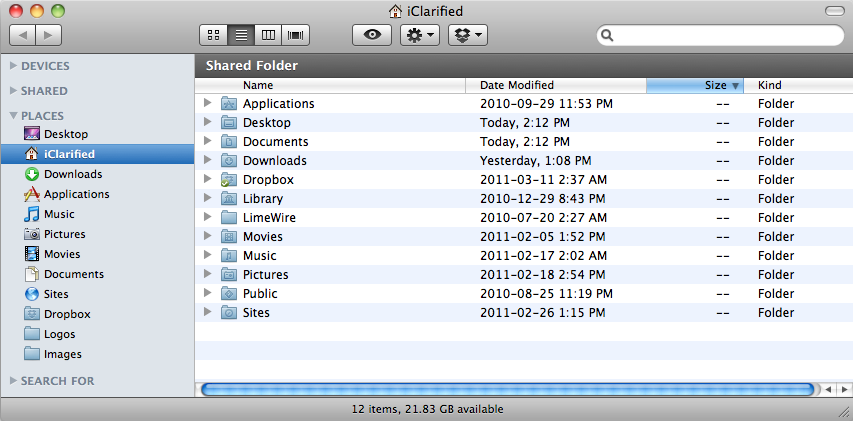 iClarified
DEVICES
SHARED
PLACES
Desktop
iClarified
Downloads
Applications
Music
Pictures
Movies
Documents
Sites
Dropbox
Logos
Images
SEARCH FOR
Shared Folder
Name Date Modified Size Kind
Applications 2010-09-29 11:53 PM -- Folder
Desktop Today, 2:12 PM -- Folder
Documents Today, 2:12 PM -- Folder
Downloads Yesterday, 1:08 PM -- Folder
Dropbox 2011-03-11 2:37 AM -- Folder
Library 2010-12-29 8:43 PM -- Folder
LimeWire 2010-07-20 2:27 AM -- Folder
Movies 2011-02-05 1:52 PM -- Folder
Music 2011-02-17 2:02 AM -- Folder
Pictures 2011-02-18 2:54 PM -- Folder
Public 2010-08-25 11:19 PM -- Folder
Sites 2011-02-26 1:15 PM -- Folder
12 items, 21.83 GB available